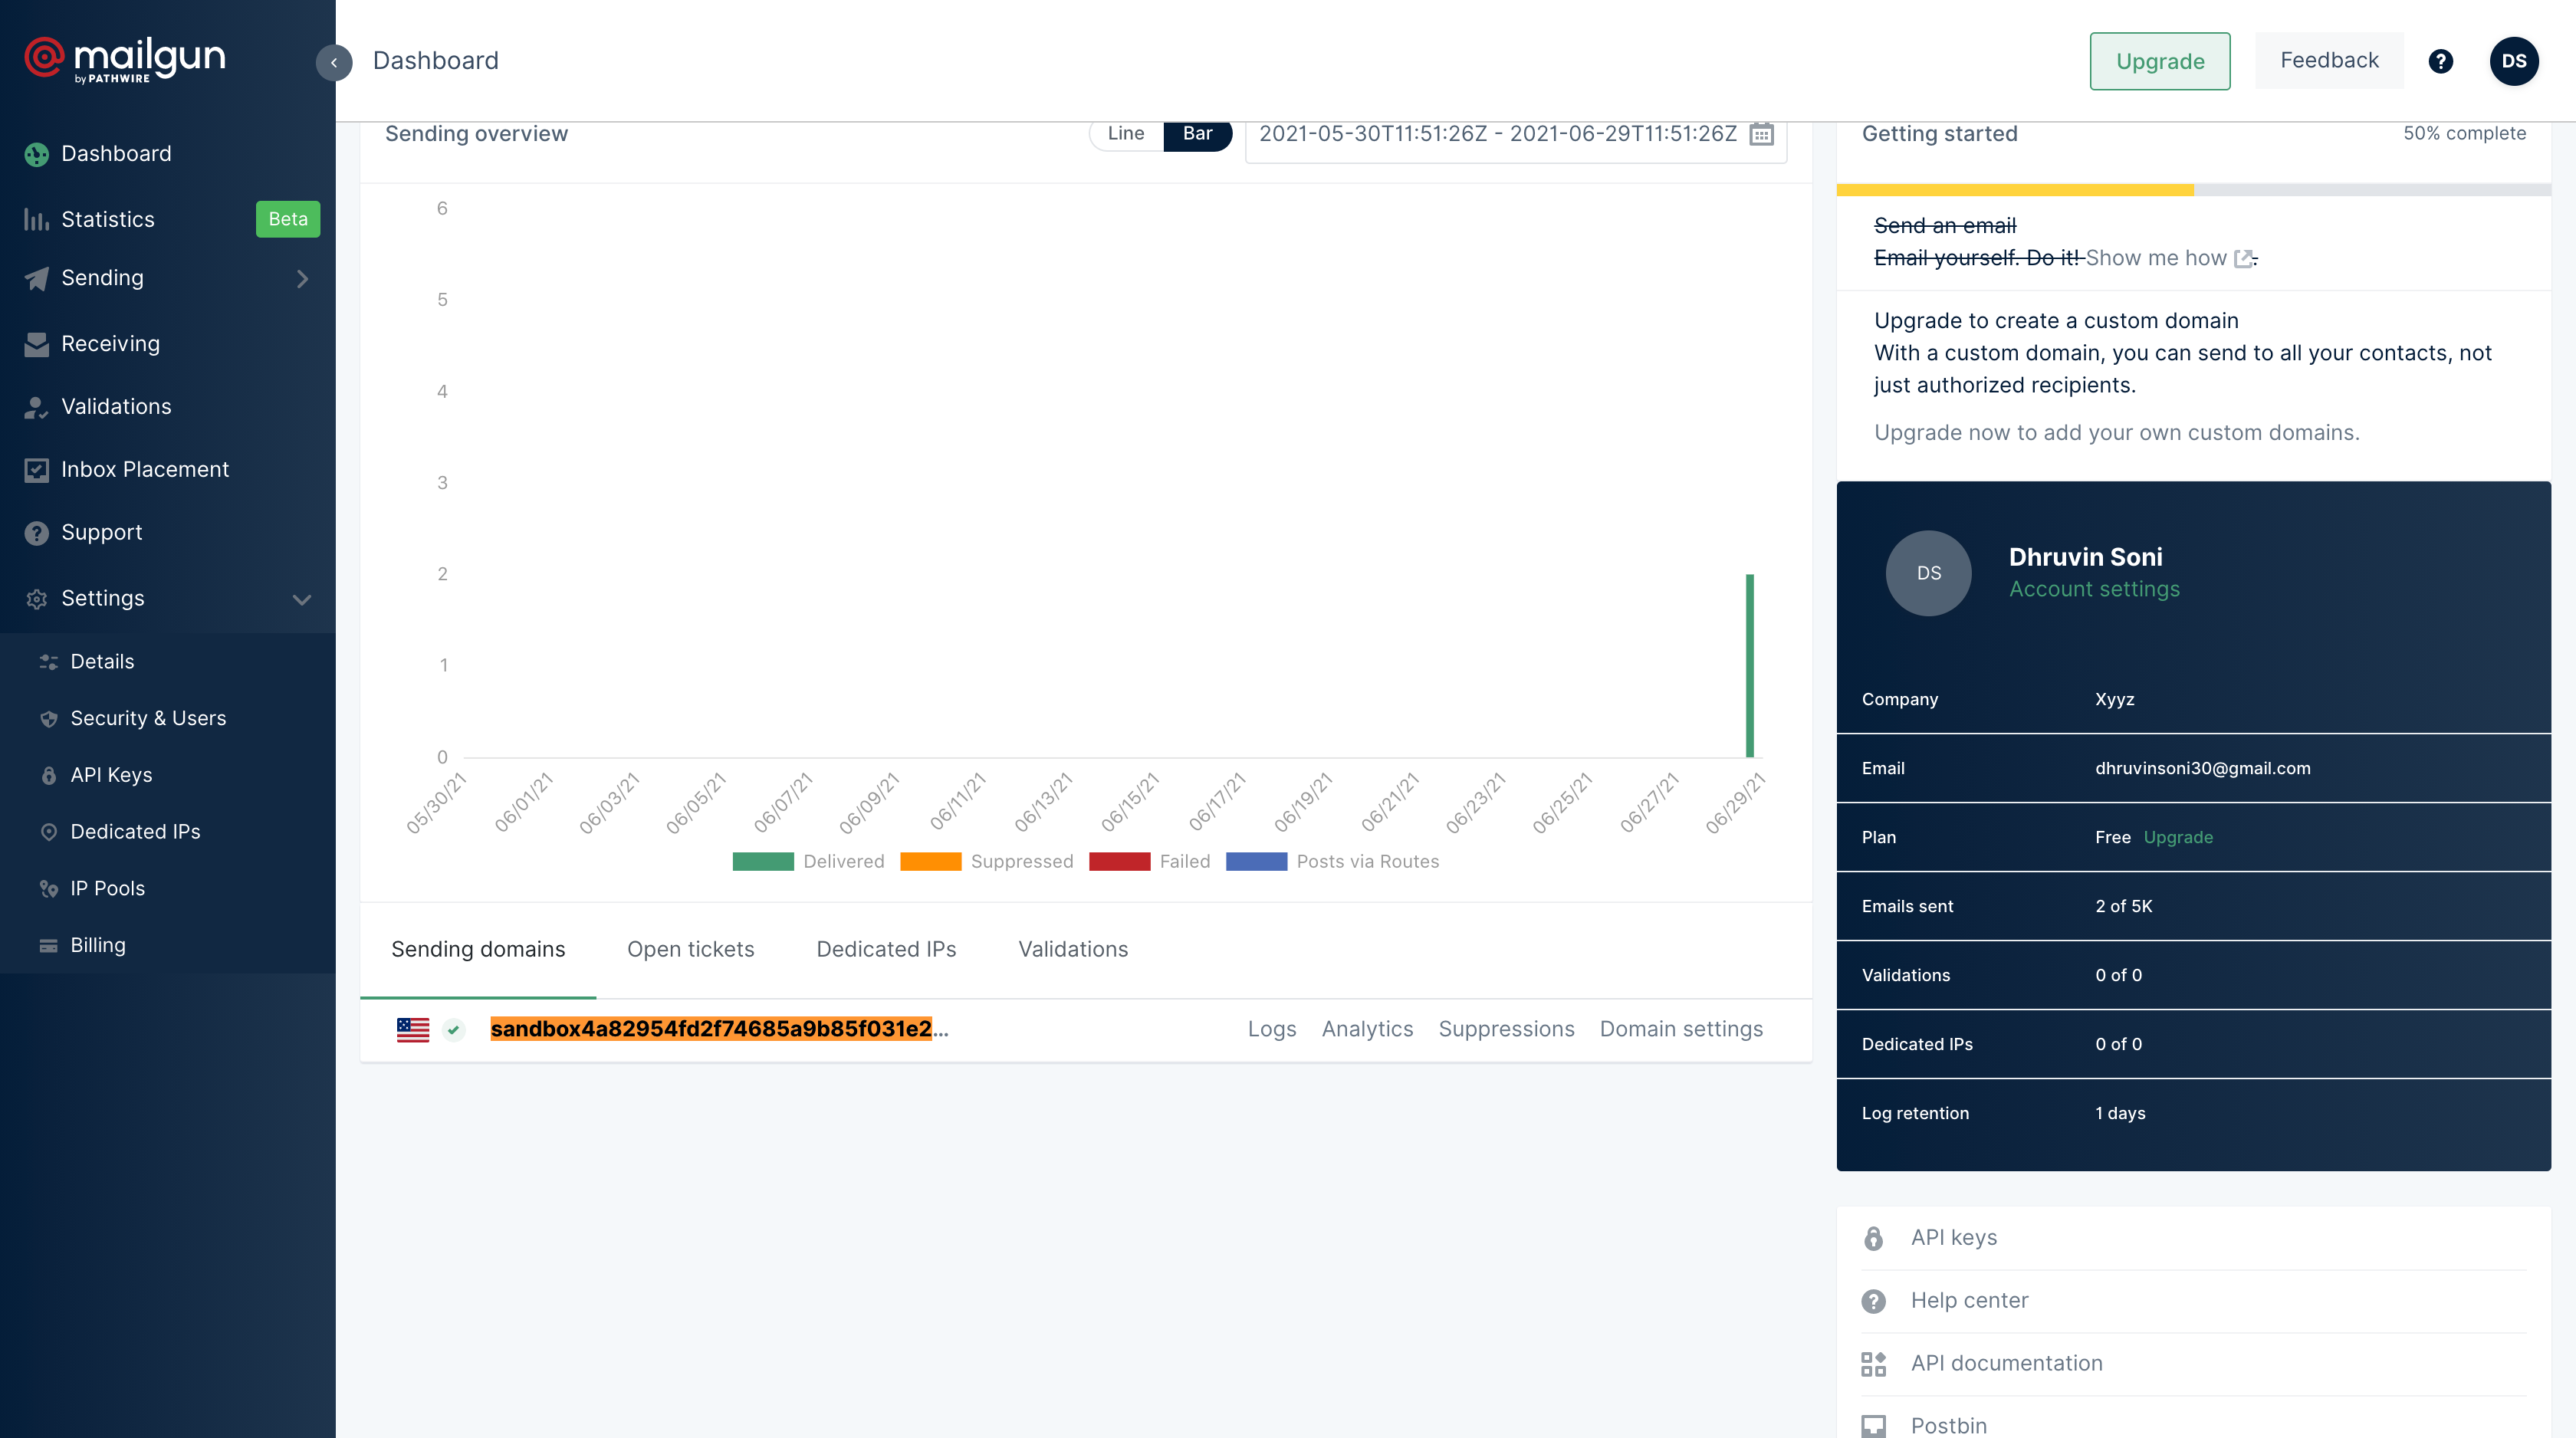 mailgun
by PATHWIRE
Dashboard
Statistics
Beta
Sending
Receiving
Validations
Inbox Placement
Support
Settings
Details
Security & Users
API Keys
Dedicated IPs
IP Pools
Billing
Dashboard
Upgrade
Feedback
?
DS
Sending overview
Line
Bar
2021-05-30T11:51:26Z - 2021-06-29T11:51:26Z
6
5
4
3
2
1
0
05/30/21
06/01/21
06/03/21
06/05/21
06/07/21
06/09/21
06/11/21
06/13/21
06/15/21
06/17/21
06/19/21
06/21/21
06/23/21
06/25/21
06/27/21
06/29/21
Delivered
Suppressed
Failed
Posts via Routes
Sending domains
Open tickets
Dedicated IPs
Validations
sandbox4a82954fd2f74685a9b85f031e2...
Logs
Analytics
Suppressions
Domain settings
Getting started
50% complete
Send an email
Email yourself. Do it! Show me how .
Upgrade to create a custom domain
With a custom domain, you can send to all your contacts, not
just authorized recipients.
Upgrade now to add your own custom domains.
DS
Dhruvin Soni
Account settings
Company Xyyz
Email dhruvinsoni30@gmail.com
Plan Free Upgrade
Emails sent 2 of 5K
Validations 0 of 0
Dedicated IPs 0 of 0
Log retention 1 days
API keys
Help center
API documentation
Postbin